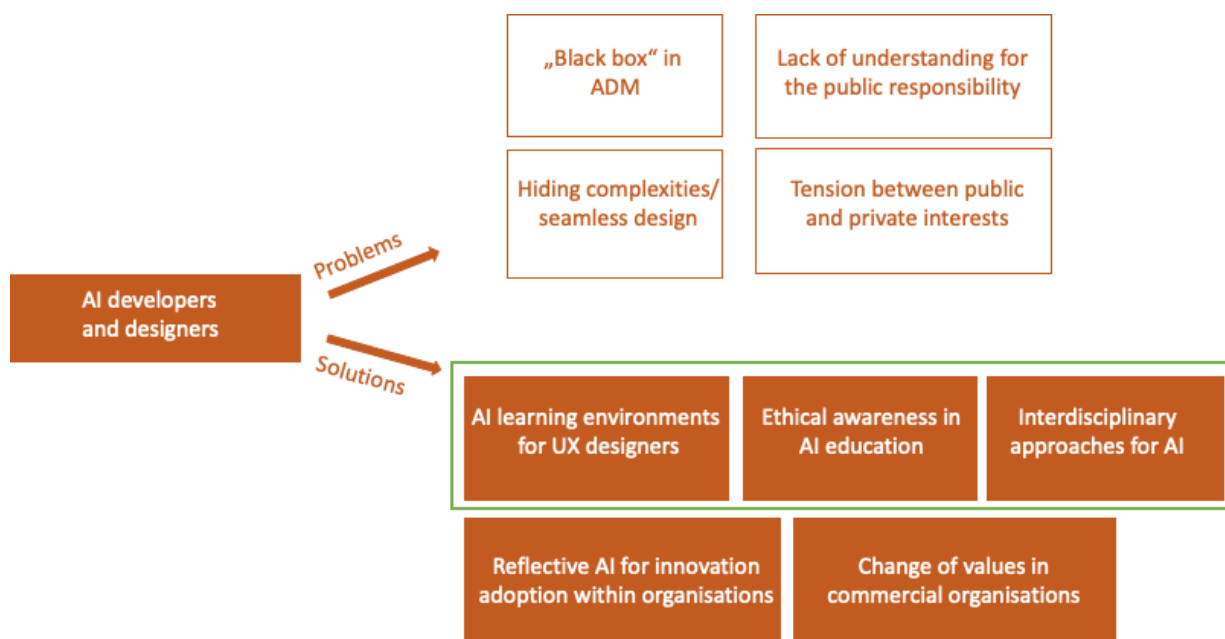 „Black box“ in
ADM
Lack of understanding for
the public responsibility
Hiding complexities/
seamless design
Tension between public
and private interests
Problems
AI developers
and designers
Solutions
AI learning environments
for UX designers
Ethical awareness in
AI education
Interdisciplinary
approaches for AI
Reflective AI for innovation
adoption within organisations
Change of values in
commercial organisations